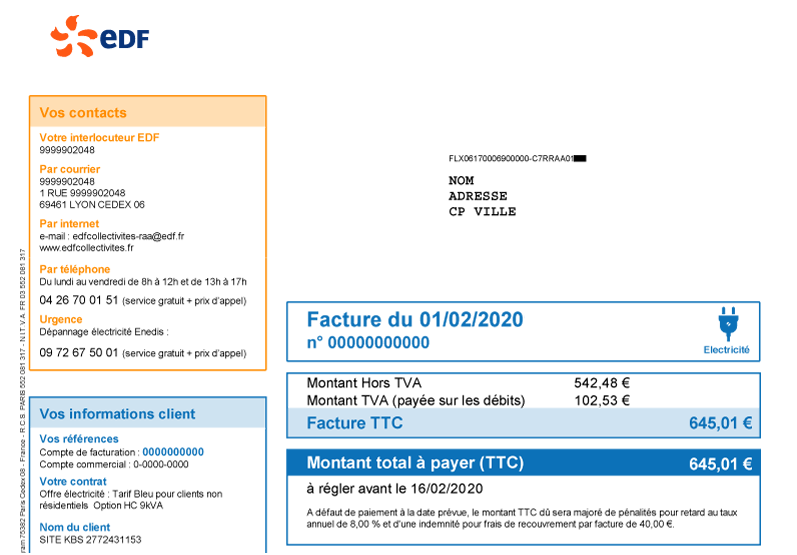 eDF
Vos contacts
Votre interlocuteur EDF
9999902048
Par courrier
9999902048
1 RUE 9999902048
69461 LYON CEDEX 06
Par internet
e-mail : edfcollectivites-raa@edf.fr
www.edfcollectivites.fr
Par téléphone
Du lundi au vendredi de 8h à 12h et de 13h à 17h
04 26 70 01 51 (service gratuit + prix d'appel)
Urgence
Dépannage électricité Enedis :
09 72 67 50 01 (service gratuit + prix d'appel)
Vos informations client
Vos références
Compte de facturation : 0000000000
Compte commercial : 0-0000-0000
Votre contrat
Offre électricité : Tarif Bleu pour clients non
résidentiels Option HC 9kVA
Nom du client
SITE KBS 2772431153
FLX06170006900000-C7RRAA01
NOM
ADRESSE
CP VILLE
Facture du 01/02/2020
n° 00000000000
Electricité
Montant Hors TVA 542,48 €
Montant TVA (payée sur les débits) 102,53 €
Facture TTC 645,01 €
Montant total à payer (TTC) 645,01 €
à régler avant le 16/02/2020
A défaut de paiement à la date prévue, le montant TTC dû sera majoré de pénalités pour retard au taux
annuel de 8,00 % et d'une indemnité pour frais de recouvrement par facture de 40,00 €.
75382 Paris Cedex 08 - France - R.C.S. PARIS 552 081 317 - N.I.T.V.A. FR 03 552 081 317